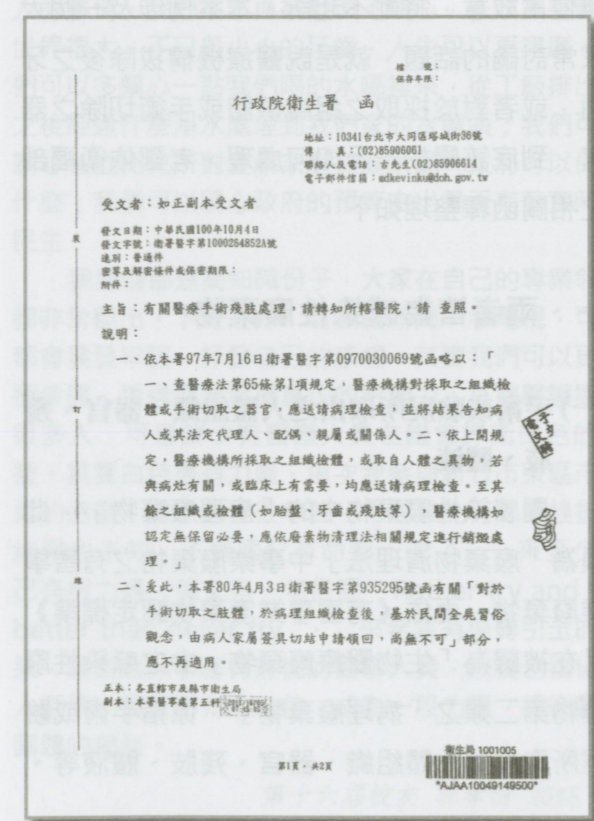 檔　號：
保存年限：
行政院衛生署　函
地址：10341台北市大同區塔城街36號
傳　真：(02)85906061
聯絡人及電話：古先生(02)85906614
電子郵件信箱：mdkevinku@doh.gov.tw
受文者：如正副本受文者
發文日期：中華民國100年10月4日
發文字號：衛署醫字第1000264852A號
速別：普通件
密等及解密條件或保密期限：
附件：
主旨：有關醫療手術殘肢處理，請轉知所轄醫院，請　查照。
說明：
一、依本署97年7月16日衛署醫字第0970030069號函略以：「
一、查醫療法第65條第1項規定，醫療機構對採取之組織檢
體或手術切取之器官，應送請病理檢查，並將結果告知病
人或其法定代理人、配偶、親屬或關係人。二、依上開規
定，醫療機構所採取之組織檢體，或取自人體之器官，若
與病灶有關，或臨床上有需要，均應送請病理檢查，至其
餘之組織或檢體(如胎盤、牙齒或殘肢等)，醫療機構如
認定無保留必要，應依廢棄物清理法相關規定進行銷燬處
理。」
二、爰此，本署80年4月3日衛署醫字第935295號函有關「對於
手術切取之肢體，於病理組織檢查後，基於民間全屍習俗
觀念，由病人家屬簽具切結申請領回，尚無不可」部分，
應不再適用。
正本：各直轄市及縣市衛生局
副本：本署醫事處第五科
裝
訂
線
第1頁，共2頁
衛生局 1001005
*AJAA10049149500*